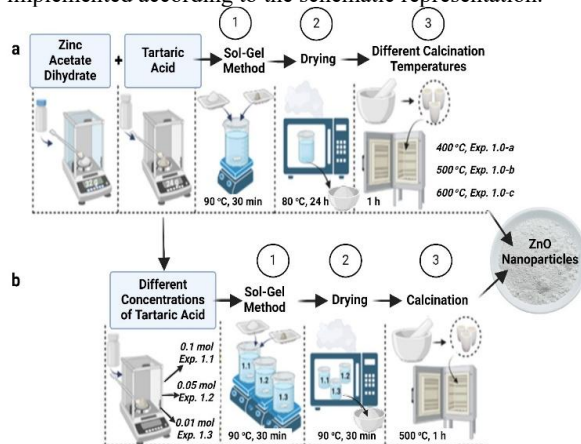 implemented according to the schematic representation.
a
Zinc
Acetate
Dihydrate
+
Tartaric
Acid
1
Sol-Gel
Method
2
Drying
3
Different Calcination
Temperatures
90 °C, 30 min
80 °C, 24 h
1 h
400 °C, Exp. 1.0-a
500 °C, Exp. 1.0-b
600 °C, Exp. 1.0-c
ZnO
Nanoparticles
b
Different
Concentrations
of Tartaric Acid
1
Sol-Gel
Method
2
Drying
3
Calcination
0.1 mol
Exp. 1.1
0.05 mol
Exp. 1.2
0.01 mol
Exp. 1.3
1.1
1.2
1.3
90 °C, 30 min
1.1
1.2
1.3
90 °C, 30 min
500 °C, 1 h